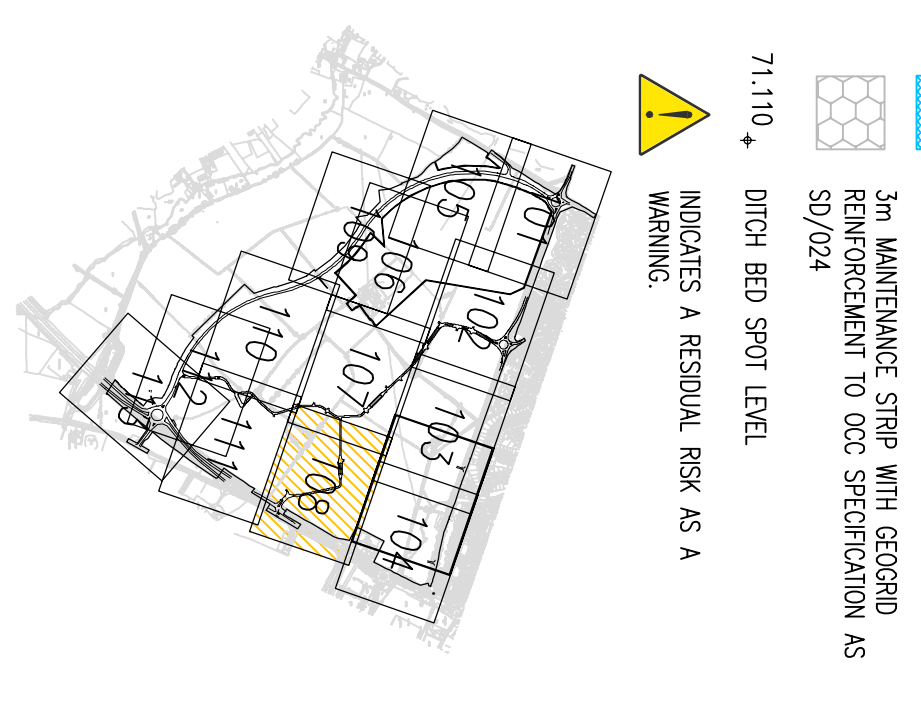 3m MAINTENANCE STRIP WITH GEOGRID
REINFORCEMENT TO OCC SPECIFICATION AS
SD/024
71.110
DITCH BED SPOT LEVEL
INDICATES A RESIDUAL RISK AS A
WARNING.
101
105
109
106
102
110
107
103
112
111
108
104